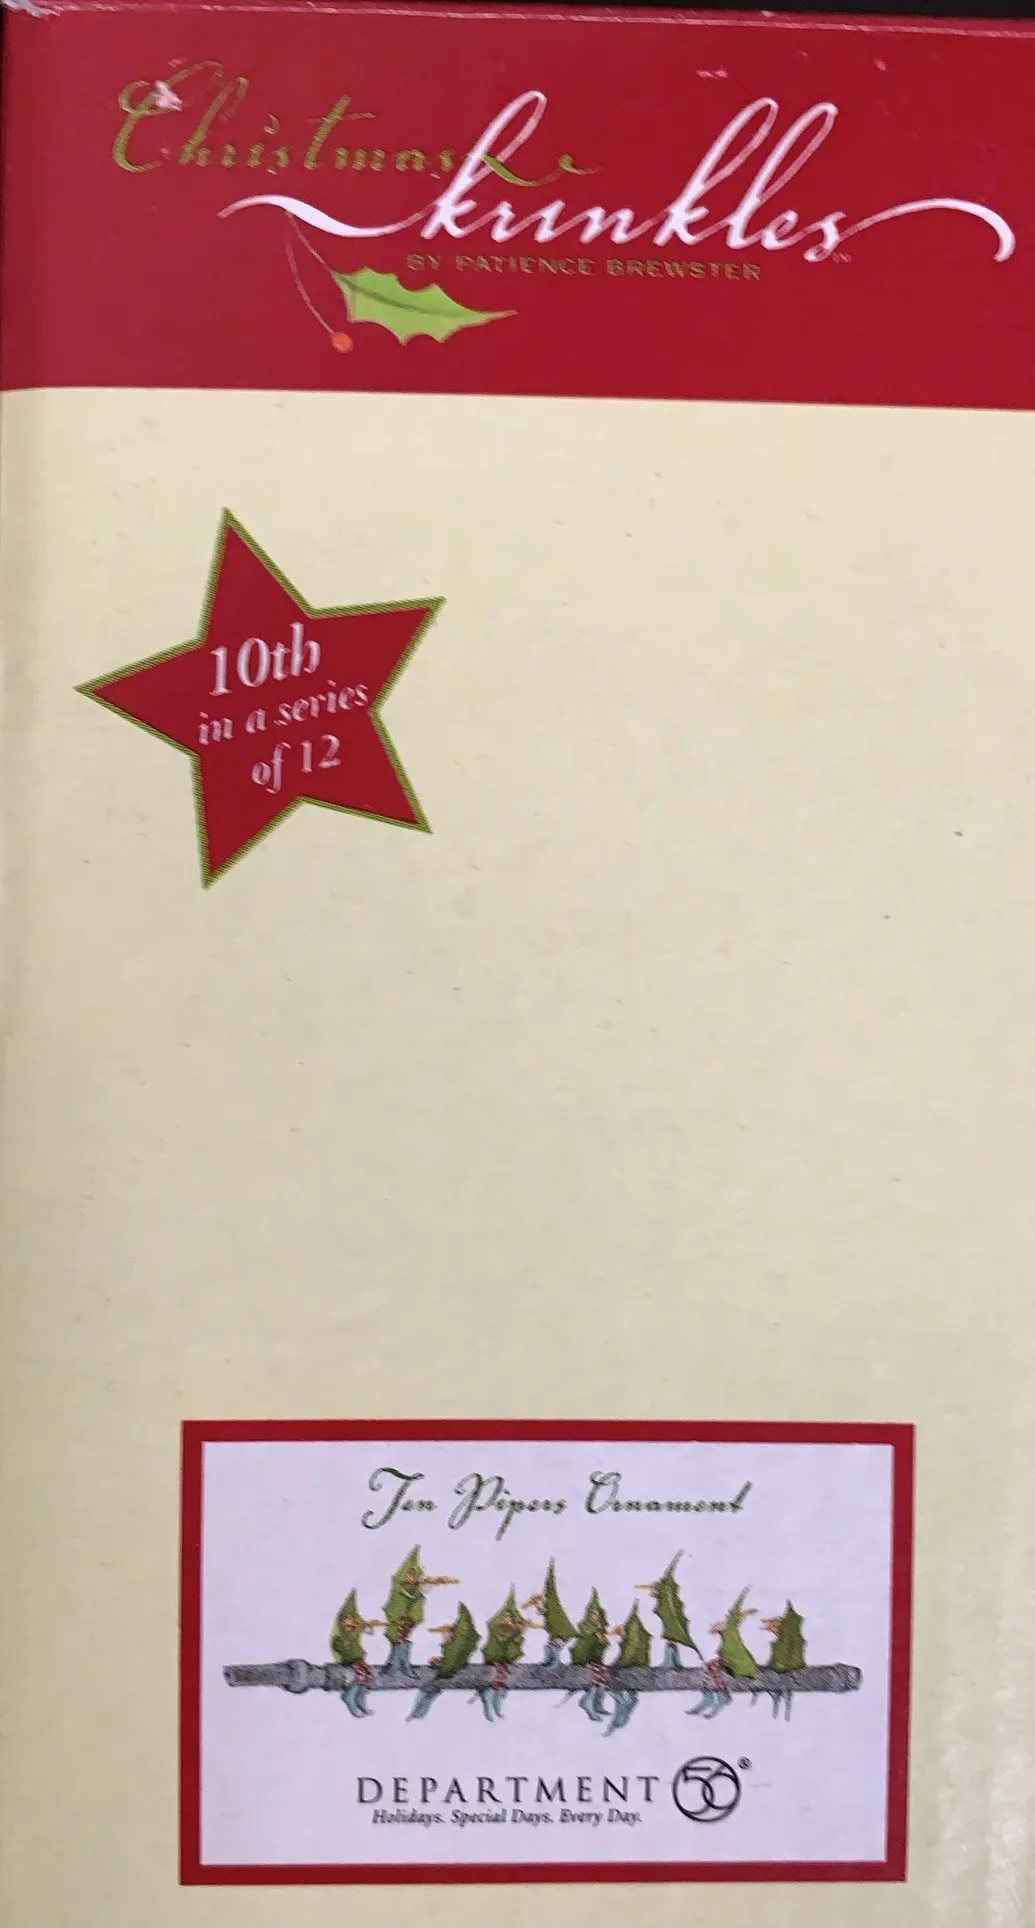 Christmas
krinkles™
BY PATIENCE BREWSTER
10th
in a series
of 12
Ten Pipers Ornament
DEPARTMENT 56®
Holidays. Special Days. Every Day.